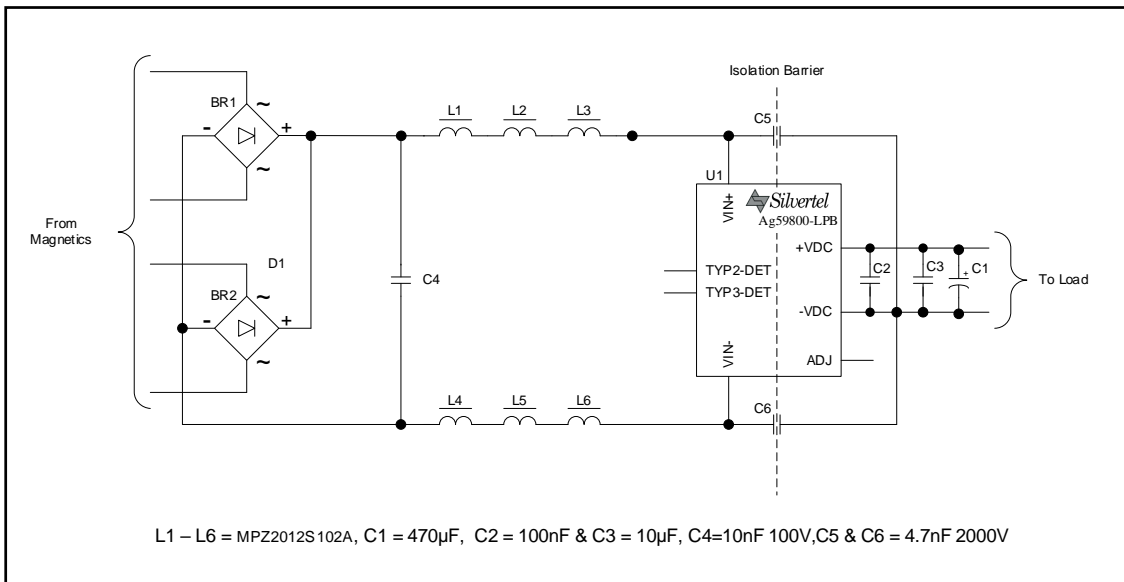 Isolation Barrier
BR1
~
-
+
~
L1
L2
L3
C5
U1
VIN+
Silvertel
Ag59800-LPB
From
Magnetics
D1
BR2
~
-
+
~
C4
TYP2-DET
TYP3-DET
+VDC
-VDC
ADJ
VIN-
C2
C3
+
C1
To Load
L4
L5
L6
C6
L1 – L6 = MPZ2012S102A, C1 = 470µF, C2 = 100nF & C3 = 10µF, C4=10nF 100V,C5 & C6 = 4.7nF 2000V